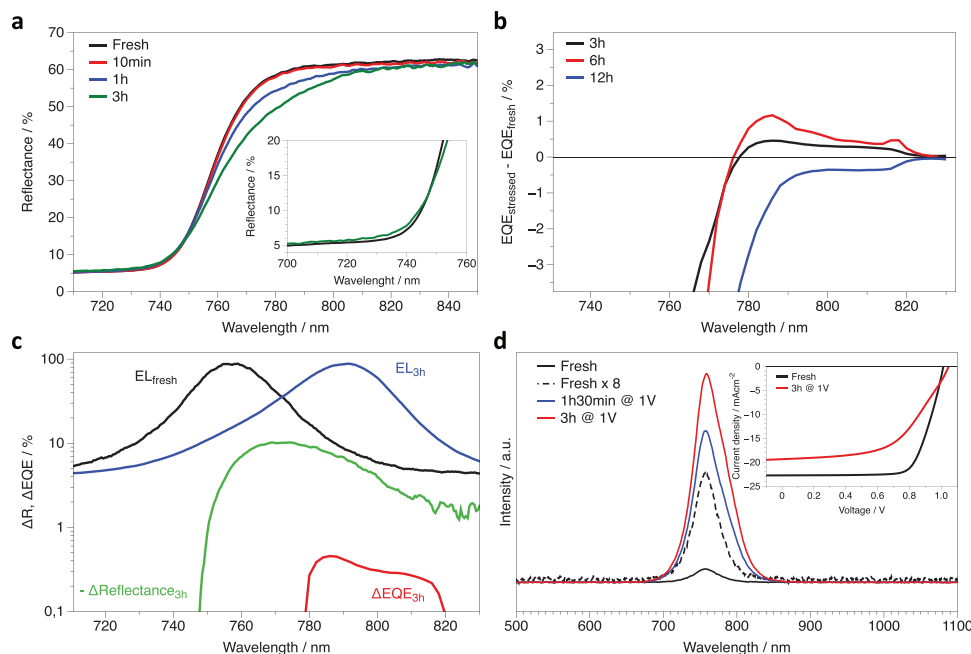 a
70
60
50
40
30
20
10
0
Reflectance / %
Fresh
10min
1h
3h
20
15
10
5
Reflectance / %
700
720
740
760
Wavelenght / nm
720
740
760
780
800
820
840
Wavelength / nm
b
3
2
1
0
−1
−2
−3
EQEstressed - EQEfresh / %
3h
6h
12h
740
760
780
800
820
Wavelength / nm
c
100
10
1
0,1
ΔR, ΔEQE / %
ELfresh
EL3h
- ΔReflectance3h
ΔEQE3h
720
740
760
780
800
820
Wavelength / nm
d
Intensity / a.u.
Fresh
Fresh x 8
1h30min @ 1V
3h @ 1V
Fresh
3h @ 1V
0
−5
−10
−15
−20
−25
Current density / mAcm-2
0
0.2
0.4
0.6
0.8
1.0
Voltage / V
500
600
700
800
900
1000
1100
Wavelength / nm